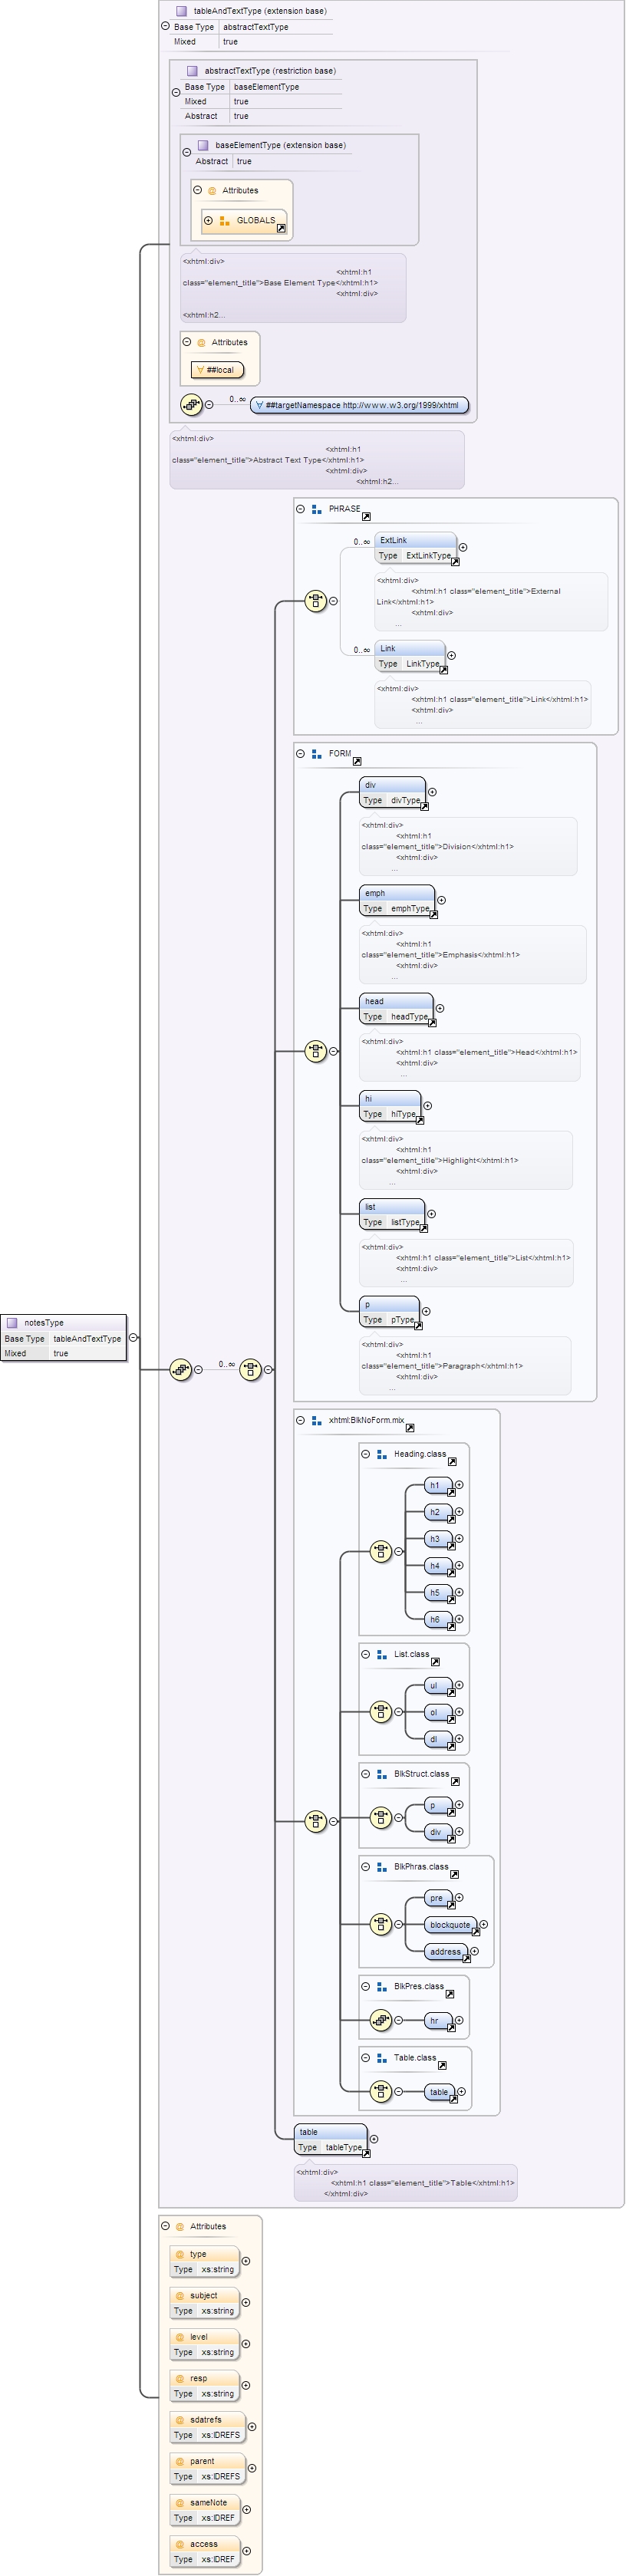 tableAndTextType (extension base)
Base Type abstractTextType
Mixed true
abstractTextType (restriction base)
Base Type baseElementType
Mixed true
Abstract true
baseElementType (extension base)
Abstract true
@ Attributes
GLOBALS
<xhtml:div>
<xhtml:h1
class="element_title">Base Element Type</xhtml:h1>
<xhtml:div>
<xhtml:h2...
@ Attributes
##local
0..∞
##targetNamespace http://www.w3.org/1999/xhtml
<xhtml:div>
<xhtml:h1
class="element_title">Abstract Text Type</xhtml:h1>
<xhtml:div>
<xhtml:h2...
PHRASE
0..∞
ExtLink
Type ExtLinkType
<xhtml:div>
<xhtml:h1 class="element_title">External
Link</xhtml:h1>
<xhtml:div>
...
0..∞
Link
Type LinkType
<xhtml:div>
<xhtml:h1 class="element_title">Link</xhtml:h1>
<xhtml:div>
...
FORM
div
Type divType
<xhtml:div>
<xhtml:h1
class="element_title">Division</xhtml:h1>
<xhtml:div>
...
emph
Type emphType
<xhtml:div>
<xhtml:h1
class="element_title">Emphasis</xhtml:h1>
<xhtml:div>
...
head
Type headType
<xhtml:div>
<xhtml:h1 class="element_title">Head</xhtml:h1>
<xhtml:div>
...
hi
Type hiType
<xhtml:div>
<xhtml:h1
class="element_title">Highlight</xhtml:h1>
<xhtml:div>
...
list
Type listType
<xhtml:div>
<xhtml:h1 class="element_title">List</xhtml:h1>
<xhtml:div>
...
p
Type pType
<xhtml:div>
<xhtml:h1
class="element_title">Paragraph</xhtml:h1>
<xhtml:div>
...
notesType
Base Type tableAndTextType
Mixed true
0..∞
xhtml:BlkNoForm.mix
Heading.class
h1
h2
h3
h4
h5
h6
List.class
ul
ol
dl
BlkStruct.class
p
div
BlkPhras.class
pre
blockquote
address
BlkPres.class
hr
Table.class
table
table
Type tableType
<xhtml:div>
<xhtml:h1 class="element_title">Table</xhtml:h1>
</xhtml:div>
@ Attributes
@ type
Type xs:string
@ subject
Type xs:string
@ level
Type xs:string
@ resp
Type xs:string
@ sdatrefs
Type xs:IDREFS
@ parent
Type xs:IDREFS
@ sameNote
Type xs:IDREF
@ access
Type xs:IDREF